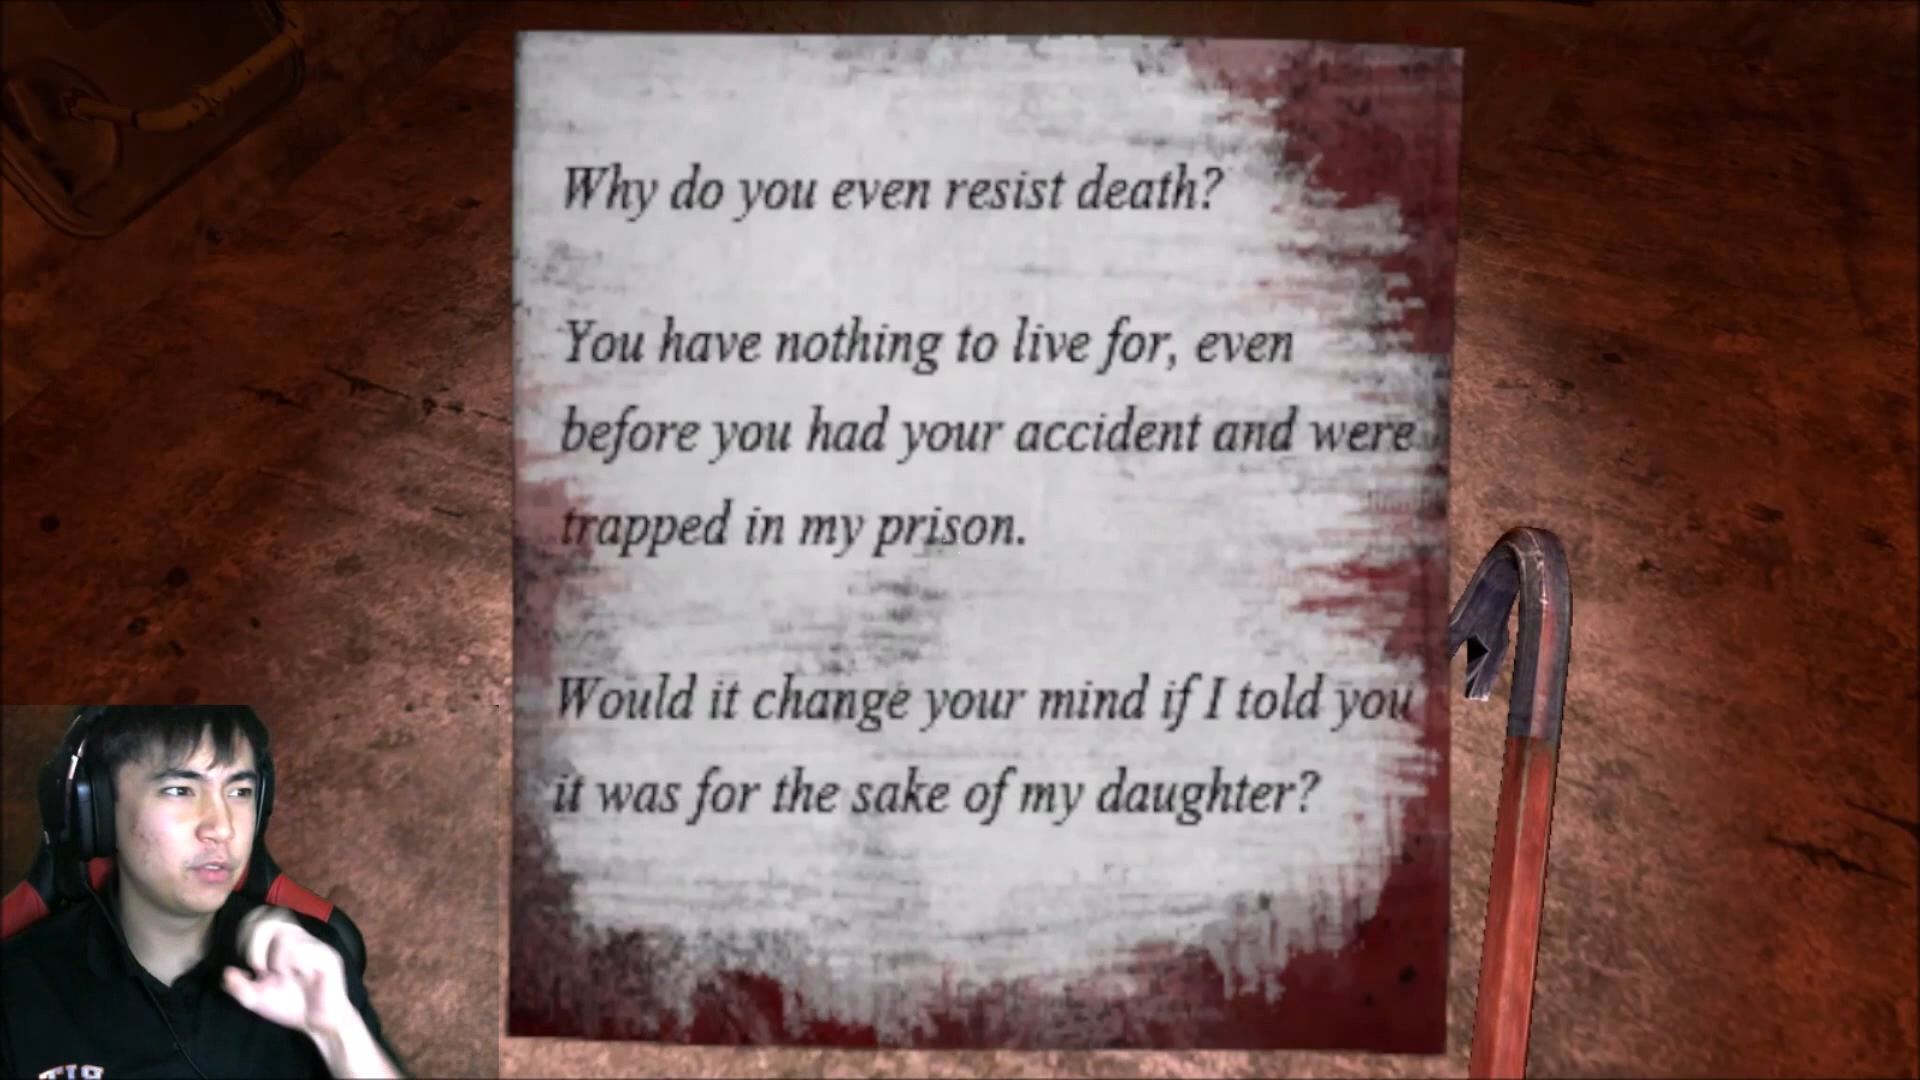 Why do you even resist death?
You have nothing to live for, even
before you had your accident and were
trapped in my prison.
Would it change your mind if I told you
it was for the sake of my daughter?